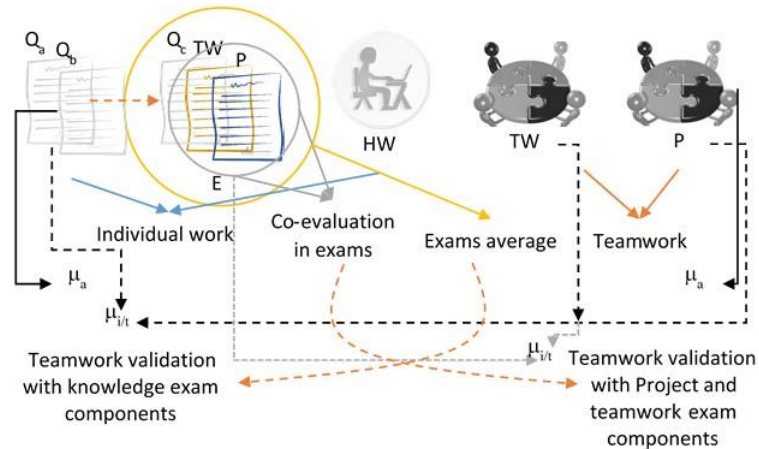 Qa
Qb
Qc
TW
P
HW
TW
P
E
Individual work
Co-evaluation
in exams
Exams average
Teamwork
μa
μa
μi/t
μi/t
Teamwork validation
with knowledge exam
components
Teamwork validation
with Project and
teamwork exam
components